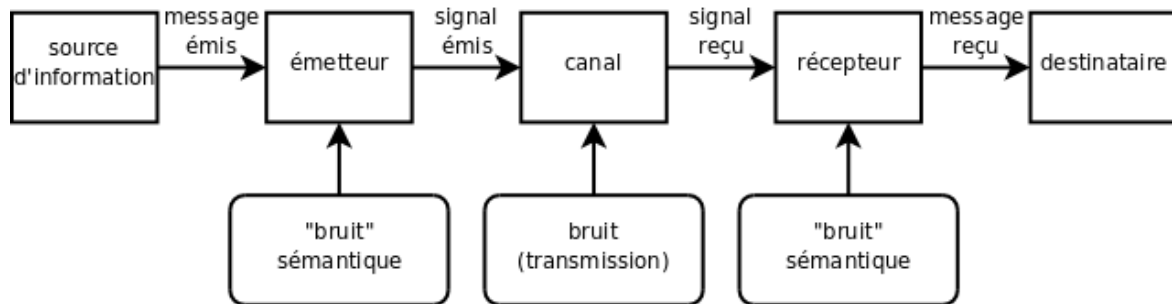 source
d'information
message
émis
émetteur
signal
émis
canal
signal
reçu
récepteur
message
reçu
destinataire
"bruit"
sémantique
bruit
(transmission)
"bruit"
sémantique